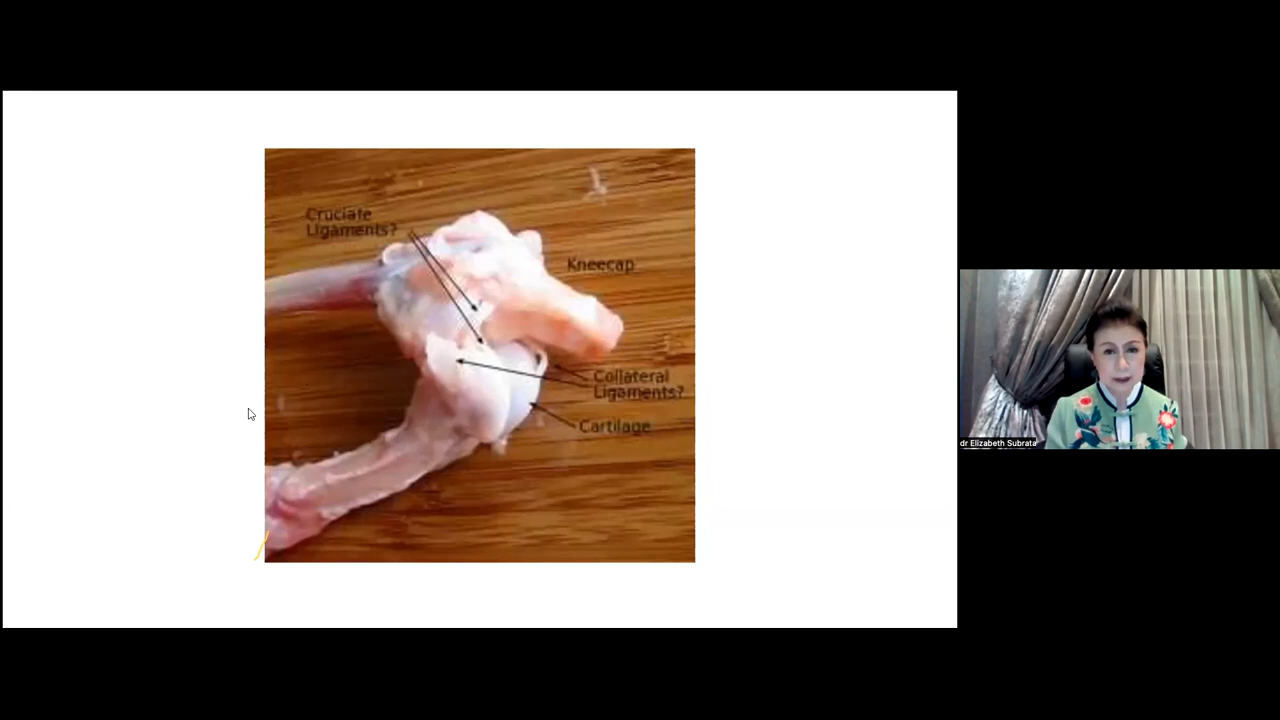 Cruciate
Ligaments?
Kneecap
Collateral
Ligaments?
Cartilage
dr Elizabeth Subrata